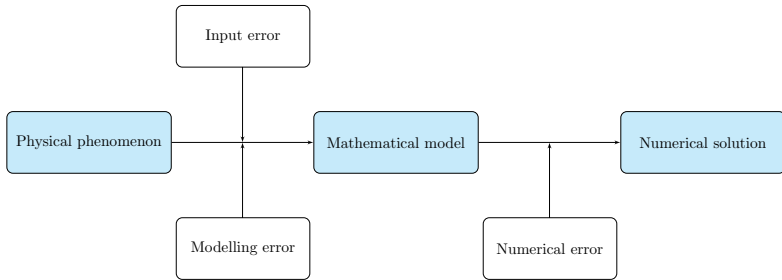 Input error
Physical phenomenon
Mathematical model
Numerical solution
Modelling error
Numerical error